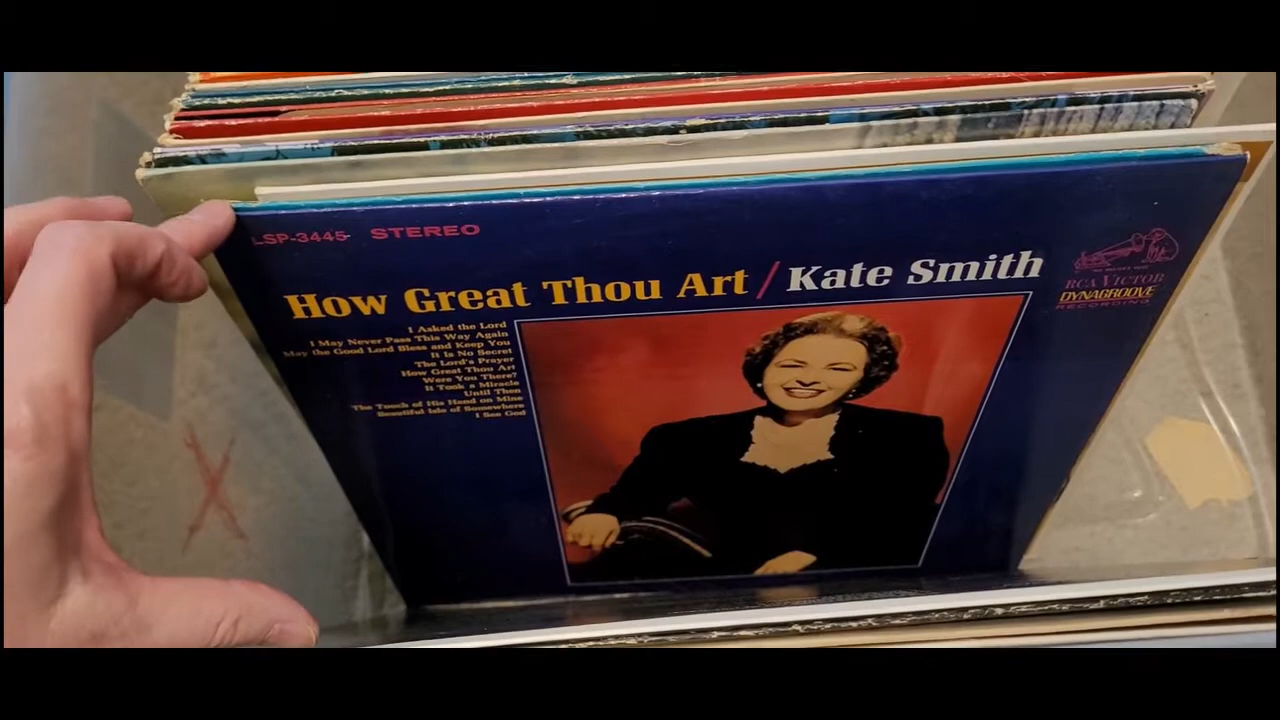 LSP-3445 STEREO
How Great Thou Art / Kate Smith
RCA VICTOR
DYNAGROOVE
RECORDING
I Asked the Lord
I May Never Pass This Way Again
May the Good Lord Bless and Keep You
It Is No Secret
The Lord's Prayer
How Great Thou Art
Were You There?
It Took a Miracle
Until Then
The Touch of His Hand on Mine
Beautiful Isle of Somewhere
I See God